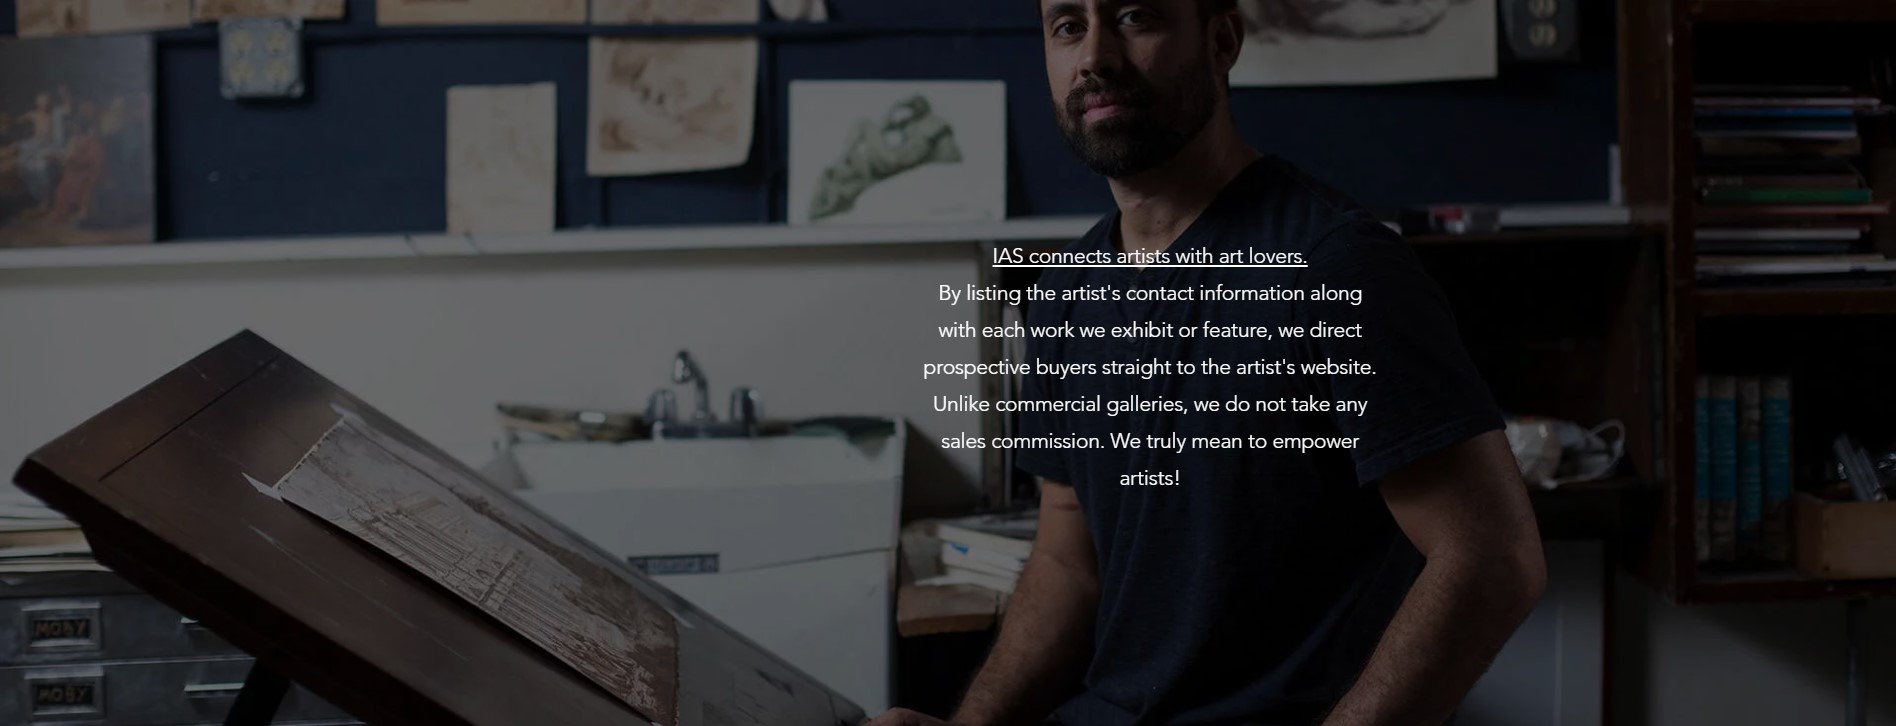 IAS connects artists with art lovers.
By listing the artist's contact information along
with each work we exhibit or feature, we direct
prospective buyers straight to the artist's website.
Unlike commercial galleries, we do not take any
sales commission. We truly mean to empower
artists!
MOBY
MOBY